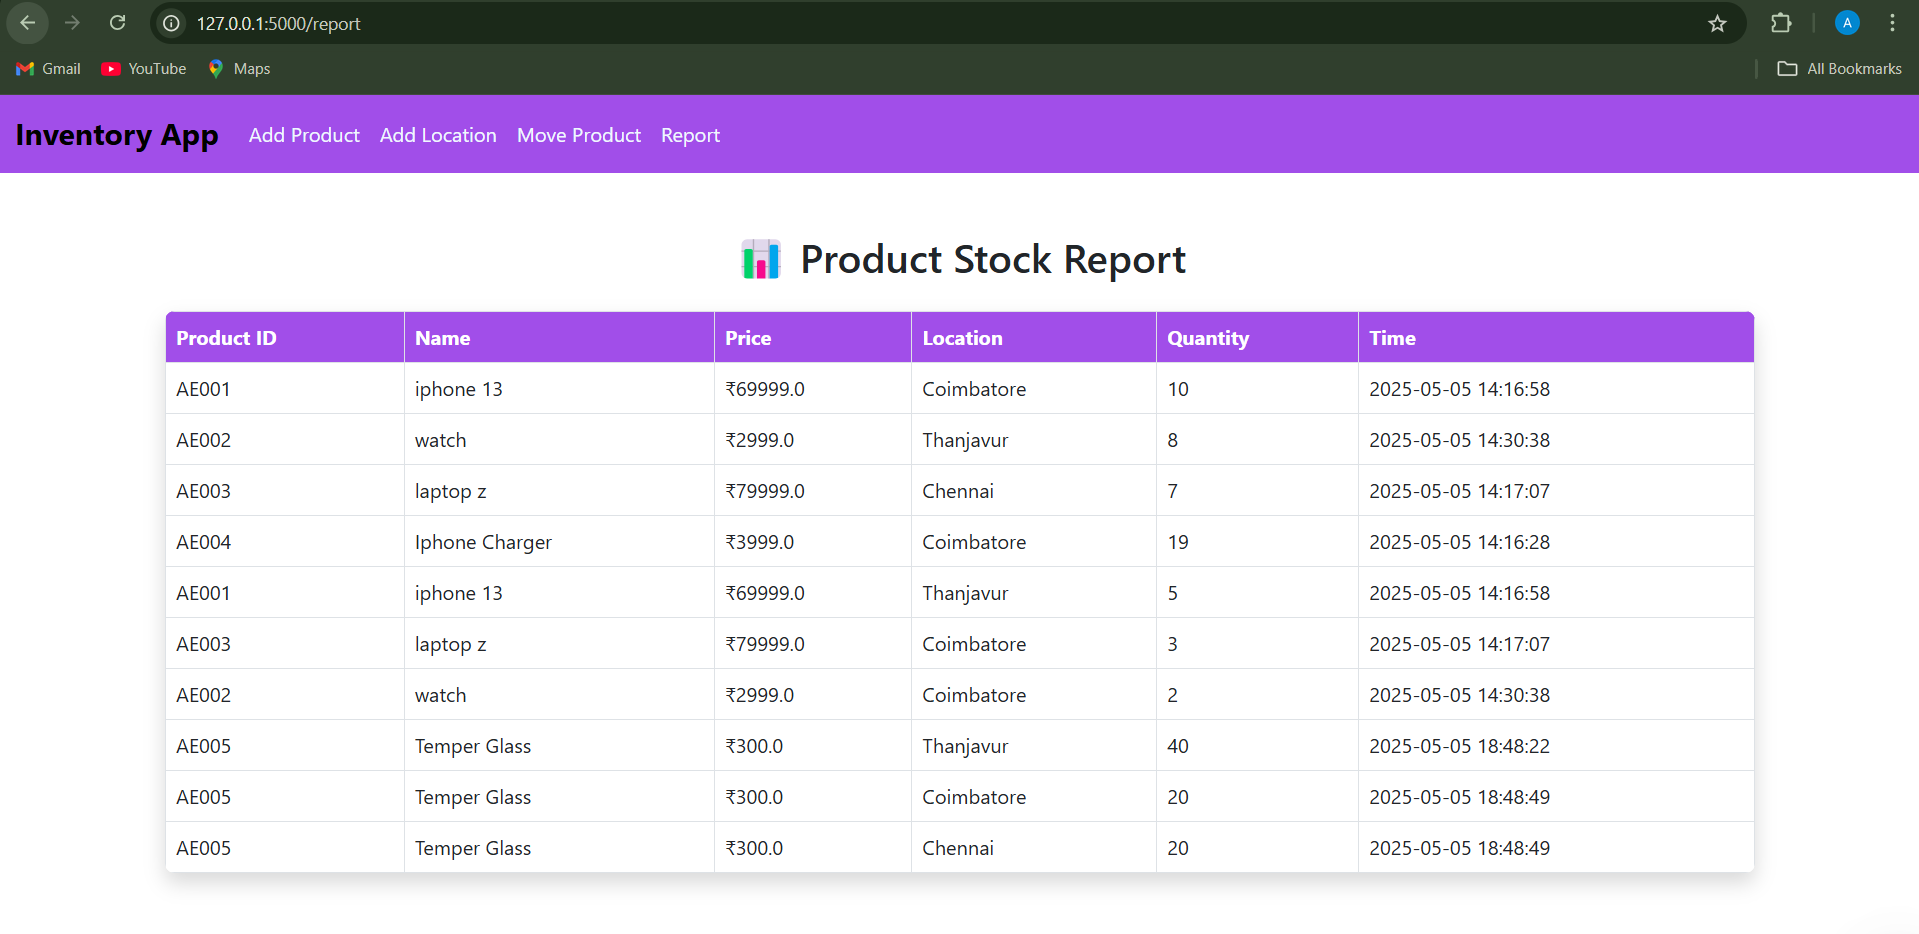 127.0.0.1:5000/report
A
Gmail YouTube Maps All Bookmarks
Inventory App Add Product Add Location Move Product Report
Product Stock Report
Product ID Name Price Location Quantity Time
AE001 iphone 13 ₹69999.0 Coimbatore 10 2025-05-05 14:16:58
AE002 watch ₹2999.0 Thanjavur 8 2025-05-05 14:30:38
AE003 laptop z ₹79999.0 Chennai 7 2025-05-05 14:17:07
AE004 Iphone Charger ₹3999.0 Coimbatore 19 2025-05-05 14:16:28
AE001 iphone 13 ₹69999.0 Thanjavur 5 2025-05-05 14:16:58
AE003 laptop z ₹79999.0 Coimbatore 3 2025-05-05 14:17:07
AE002 watch ₹2999.0 Coimbatore 2 2025-05-05 14:30:38
AE005 Temper Glass ₹300.0 Thanjavur 40 2025-05-05 18:48:22
AE005 Temper Glass ₹300.0 Coimbatore 20 2025-05-05 18:48:49
AE005 Temper Glass ₹300.0 Chennai 20 2025-05-05 18:48:49